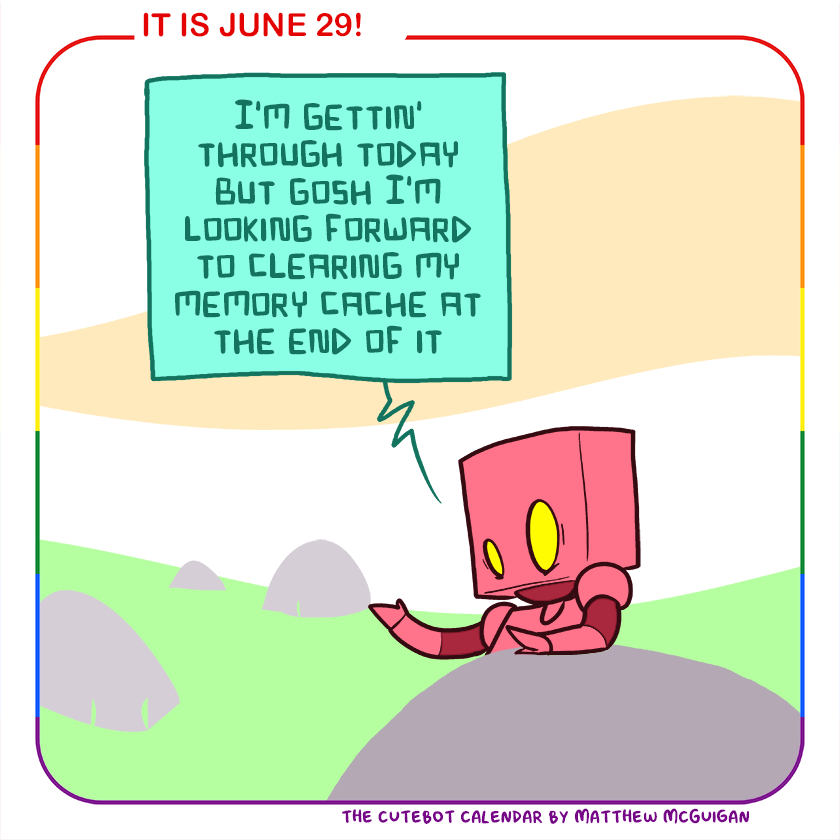 IT IS JUNE 29!
I'M GETTIN'
THROUGH TODAY
BUT GOSH I'M
LOOKING FORWARD
TO CLEARING MY
MEMORY CACHE AT
THE END OF IT
THE CUTEBOT CALENDAR BY MATTHEW MCGUIGAN